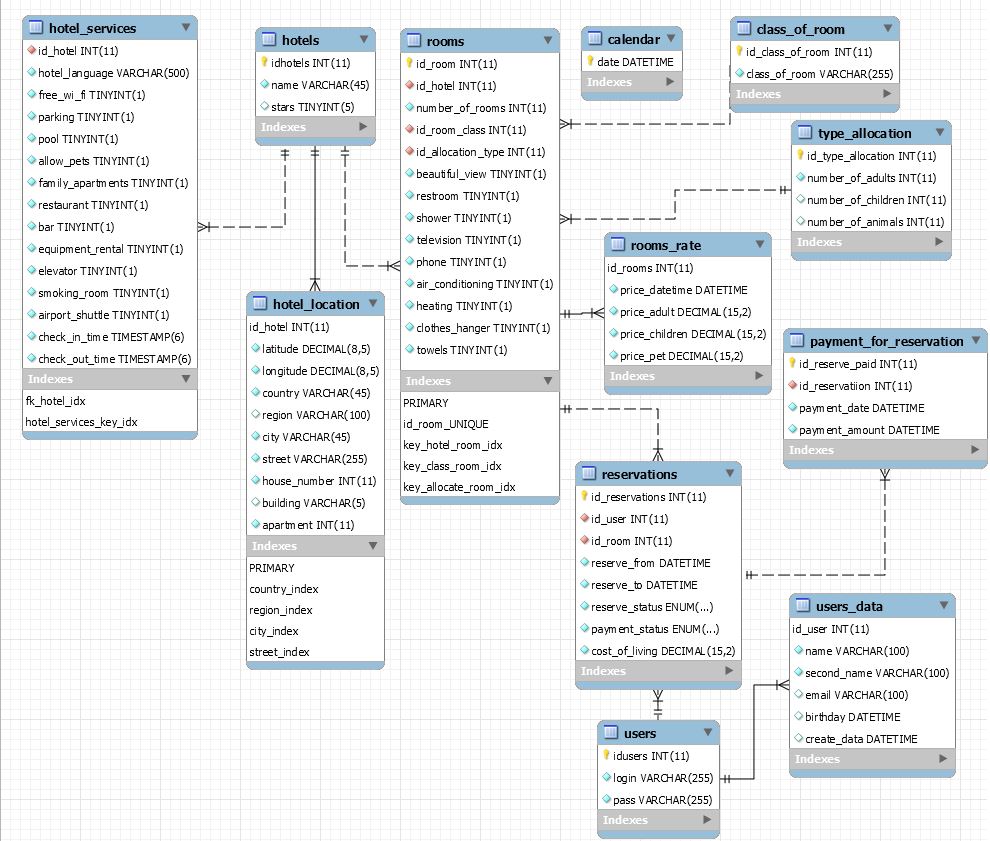 hotel_services
id_hotel INT(11)
hotel_language VARCHAR(500)
free_wi_fi TINYINT(1)
parking TINYINT(1)
pool TINYINT(1)
allow_pets TINYINT(1)
family_apartments TINYINT(1)
restaurant TINYINT(1)
bar TINYINT(1)
equipment_rental TINYINT(1)
elevator TINYINT(1)
smoking_room TINYINT(1)
airport_shuttle TINYINT(1)
check_in_time TIMESTAMP(6)
check_out_time TIMESTAMP(6)
Indexes
fk_hotel_idx
hotel_services_key_idx
hotels
idhotels INT(11)
name VARCHAR(45)
stars TINYINT(5)
Indexes
hotel_location
id_hotel INT(11)
latitude DECIMAL(8,5)
longitude DECIMAL(8,5)
country VARCHAR(45)
region VARCHAR(100)
city VARCHAR(45)
street VARCHAR(255)
house_number INT(11)
building VARCHAR(5)
apartment INT(11)
Indexes
PRIMARY
country_index
region_index
city_index
street_index
rooms
id_room INT(11)
id_hotel INT(11)
number_of_rooms INT(11)
id_room_class INT(11)
id_allocation_type INT(11)
beautiful_view TINYINT(1)
restroom TINYINT(1)
shower TINYINT(1)
television TINYINT(1)
phone TINYINT(1)
air_conditioning TINYINT(1)
heating TINYINT(1)
clothes_hanger TINYINT(1)
towels TINYINT(1)
Indexes
PRIMARY
id_room_UNIQUE
key_hotel_room_idx
key_class_room_idx
key_allocate_room_idx
calendar
date DATETIME
Indexes
class_of_room
id_class_of_room INT(11)
class_of_room VARCHAR(255)
Indexes
type_allocation
id_type_allocation INT(11)
number_of_adults INT(11)
number_of_children INT(11)
number_of_animals INT(11)
Indexes
rooms_rate
id_rooms INT(11)
price_datetime DATETIME
price_adult DECIMAL(15,2)
price_children DECIMAL(15,2)
price_pet DECIMAL(15,2)
Indexes
payment_for_reservation
id_reserve_paid INT(11)
id_reservatiion INT(11)
payment_date DATETIME
payment_amount DATETIME
Indexes
reservations
id_reservations INT(11)
id_user INT(11)
id_room INT(11)
reserve_from DATETIME
reserve_to DATETIME
reserve_status ENUM(...)
payment_status ENUM(...)
cost_of_living DECIMAL(15,2)
Indexes
users_data
id_user INT(11)
name VARCHAR(100)
second_name VARCHAR(100)
email VARCHAR(100)
birthday DATETIME
create_data DATETIME
Indexes
users
idusers INT(11)
login VARCHAR(255)
pass VARCHAR(255)
Indexes